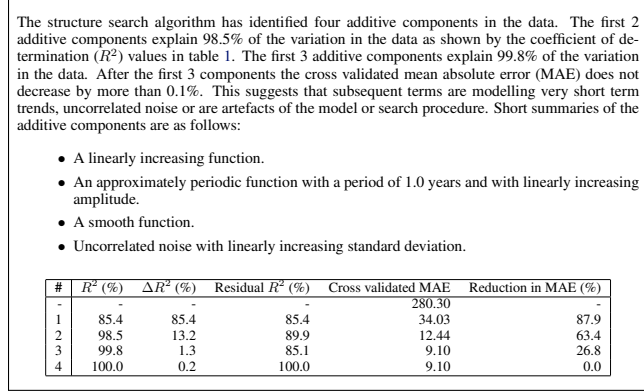 The structure search algorithm has identified four additive components in the data. The first 2
additive components explain 98.5% of the variation in the data as shown by the coefficient of de-
termination (R²) values in table 1. The first 3 additive components explain 99.8% of the variation
in the data. After the first 3 components the cross validated mean absolute error (MAE) does not
decrease by more than 0.1%. This suggests that subsequent terms are modelling very short term
trends, uncorrelated noise or are artefacts of the model or search procedure. Short summaries of the
additive components are as follows:
• A linearly increasing function.
• An approximately periodic function with a period of 1.0 years and with linearly increasing
amplitude.
• A smooth function.
• Uncorrelated noise with linearly increasing standard deviation.
# R² (%) ΔR² (%) Residual R² (%) Cross validated MAE Reduction in MAE (%)
- - - - 280.30 -
1 85.4 85.4 85.4 34.03 87.9
2 98.5 13.2 89.9 12.44 63.4
3 99.8 1.3 85.1 9.10 26.8
4 100.0 0.2 100.0 9.10 0.0